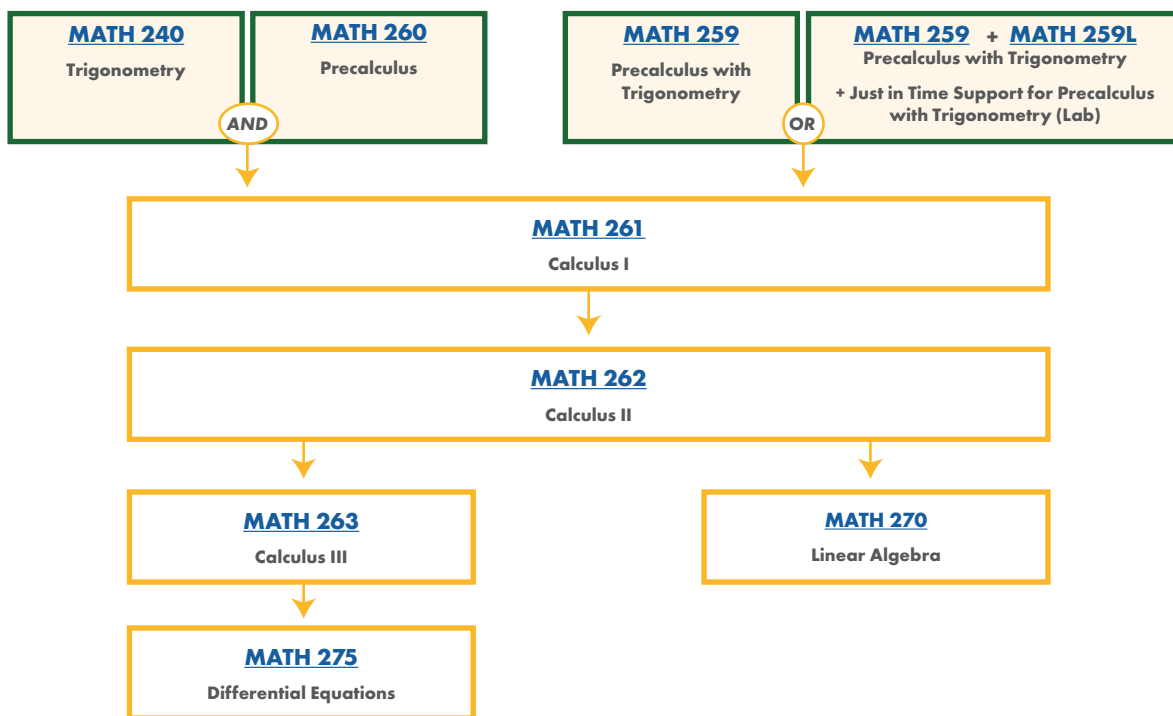 MATH 240
Trigonometry
AND
MATH 260
Precalculus
MATH 259
Precalculus with
Trigonometry
OR
MATH 259 + MATH 259L
Precalculus with Trigonometry
+ Just in Time Support for Precalculus
with Trigonometry (Lab)
MATH 261
Calculus I
MATH 262
Calculus II
MATH 263
Calculus III
MATH 270
Linear Algebra
MATH 275
Differential Equations